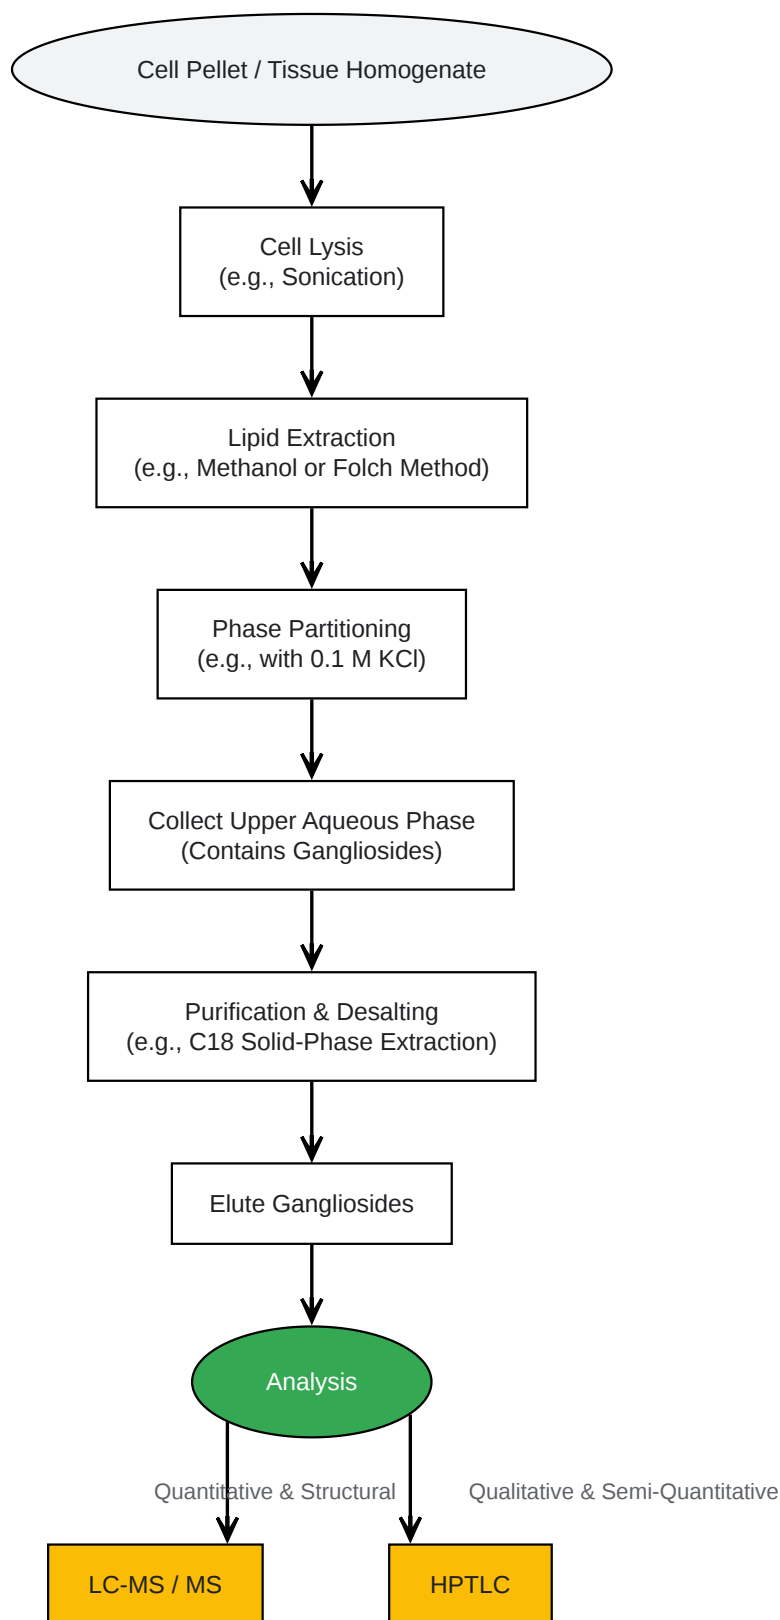 Cell Pellet / Tissue Homogenate
Cell Lysis
(e.g., Sonication)
Lipid Extraction
(e.g., Methanol or Folch Method)
Phase Partitioning
(e.g., with 0.1 M KCl)
Collect Upper Aqueous Phase
(Contains Gangliosides)
Purification & Desalting
(e.g., C18 Solid-Phase Extraction)
Elute Gangliosides
Analysis
Quantitative & Structural
Qualitative & Semi-Quantitative
LC-MS / MS
HPTLC